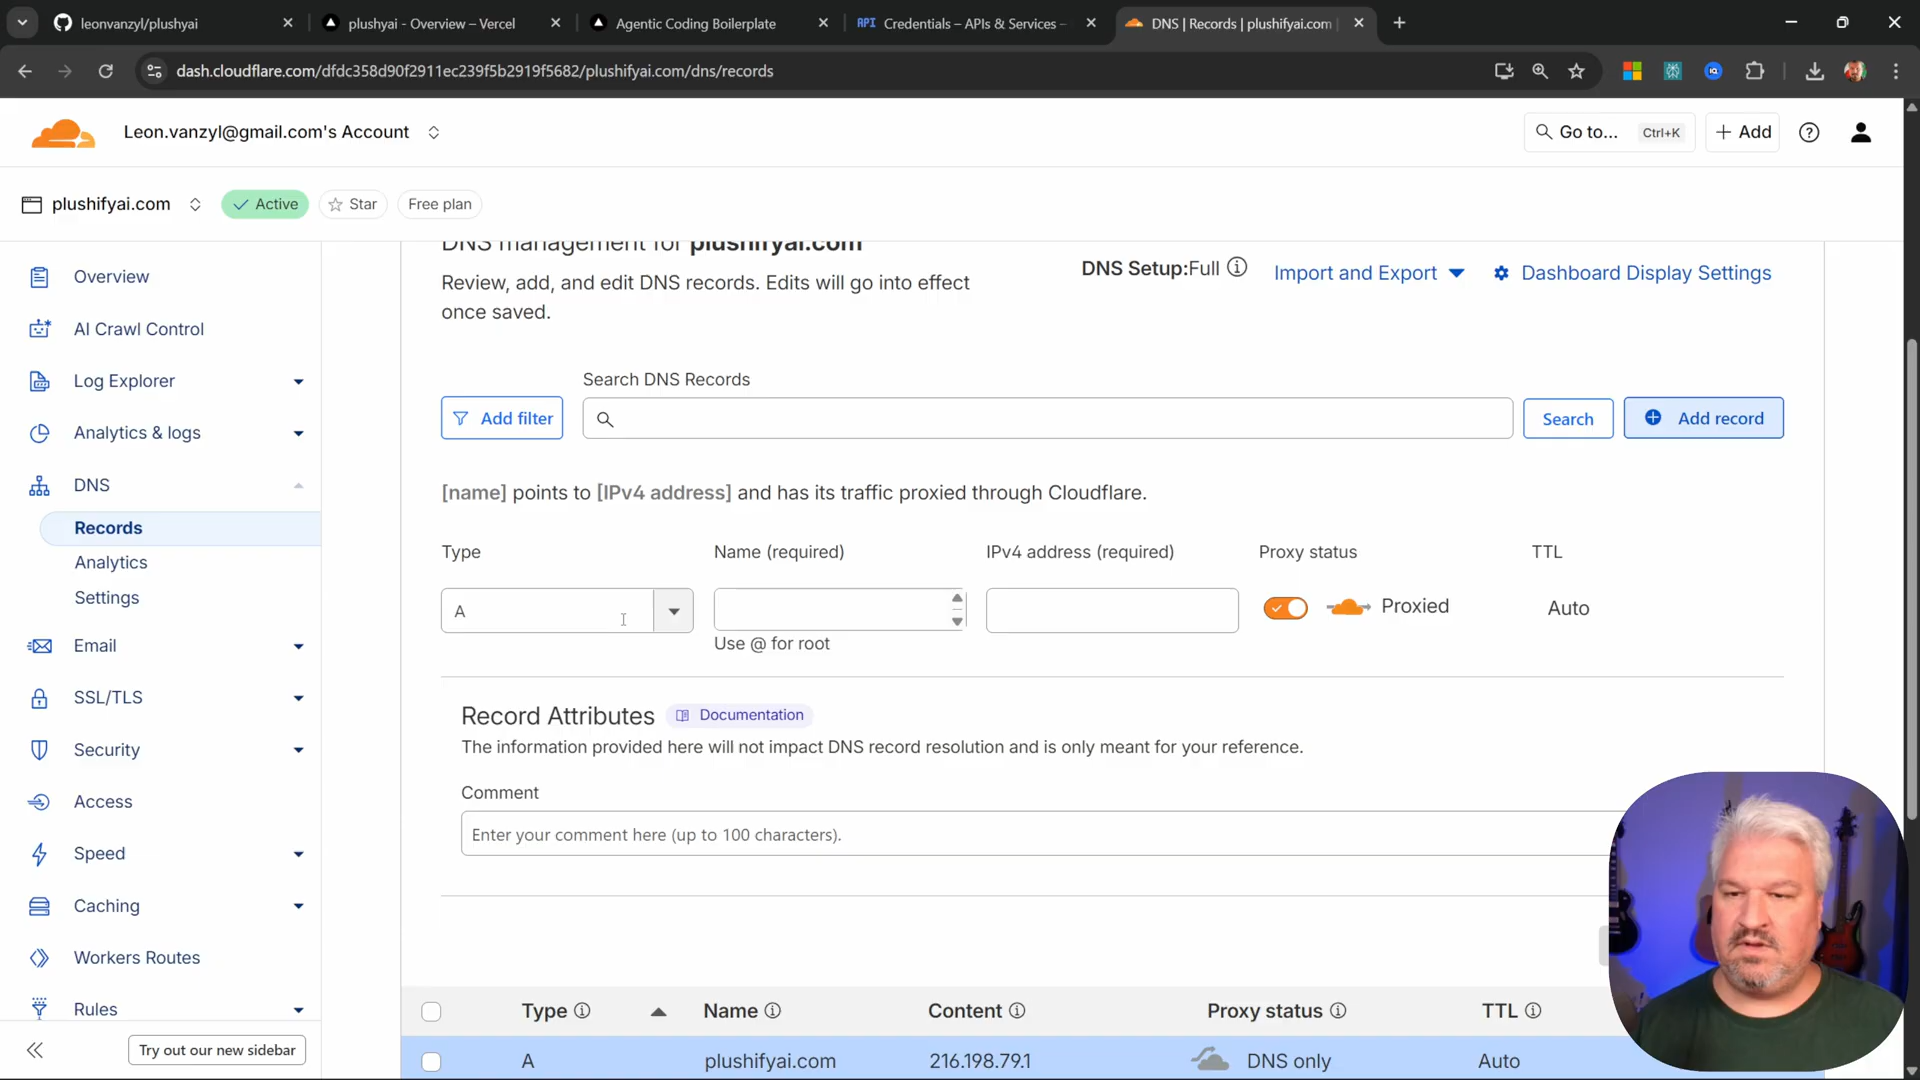 leonvanzyl/plushyai
plushyai - Overview – Vercel
Agentic Coding Boilerplate
API Credentials – APIs & Services –
DNS | Records | plushifyai.com
dash.cloudflare.com/dfdc358d90f2911ec239f5b2919f5682/plushifyai.com/dns/records
Leon.vanzyl@gmail.com's Account
Go to... Ctrl+K
Add
plushifyai.com
Active
Star
Free plan
Overview
AI Crawl Control
Log Explorer
Analytics & logs
DNS
Records
Analytics
Settings
Email
SSL/TLS
Security
Access
Speed
Caching
Workers Routes
Rules
Try out our new sidebar
DNS management for plushifyai.com
Review, add, and edit DNS records. Edits will go into effect
once saved.
DNS Setup:Full
Import and Export
Dashboard Display Settings
Search DNS Records
Add filter
Search
Add record
[name] points to [IPv4 address] and has its traffic proxied through Cloudflare.
Type Name (required) IPv4 address (required) Proxy status TTL
A Proxied Auto
Use @ for root
Record Attributes Documentation
The information provided here will not impact DNS record resolution and is only meant for your reference.
Comment
Enter your comment here (up to 100 characters).
Type Name Content Proxy status TTL
A plushifyai.com 216.198.79.1 DNS only Auto